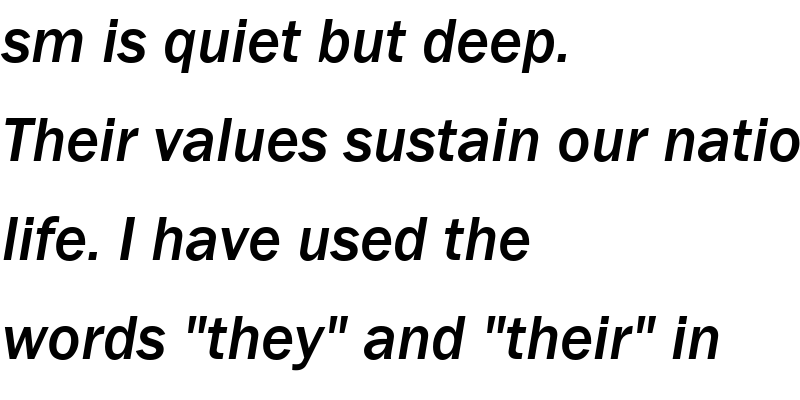 sm is quiet but deep.
Their values sustain our natio
life. I have used the
words "they" and "their" in